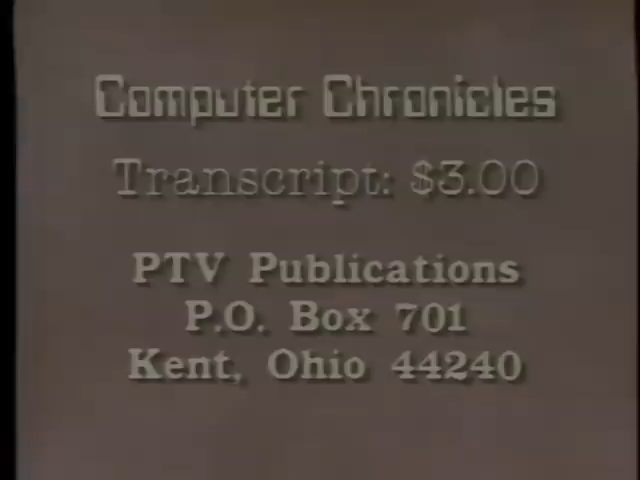 Computer Chronicles
Transcript: $3.00
PTV Publications
P.O. Box 701
Kent, Ohio 44240